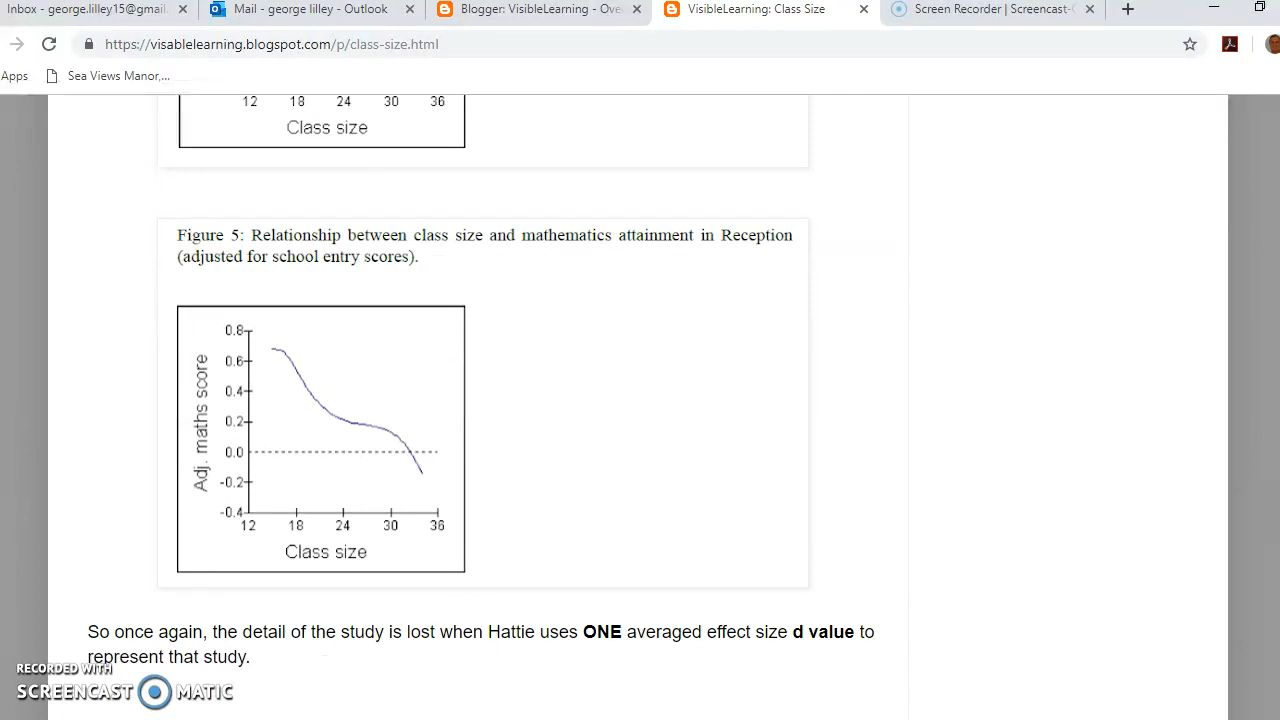 Inbox - george.lilley15@gmail.
Mail - george lilley - Outlook
Blogger: VisibleLearning - Ove
VisibleLearning: Class Size
Screen Recorder | Screencast-O
https://visablelearning.blogspot.com/p/class-size.html
Apps
Sea Views Manor,...
12 18 24 30 36
Class size
Figure 5: Relationship between class size and mathematics attainment in Reception
(adjusted for school entry scores).
Adj. maths score
0.8
0.6
0.4
0.2
0.0
-0.2
-0.4
12 18 24 30 36
Class size
So once again, the detail of the study is lost when Hattie uses ONE averaged effect size d value to
represent that study.
RECORDED WITH
SCREENCAST MATIC